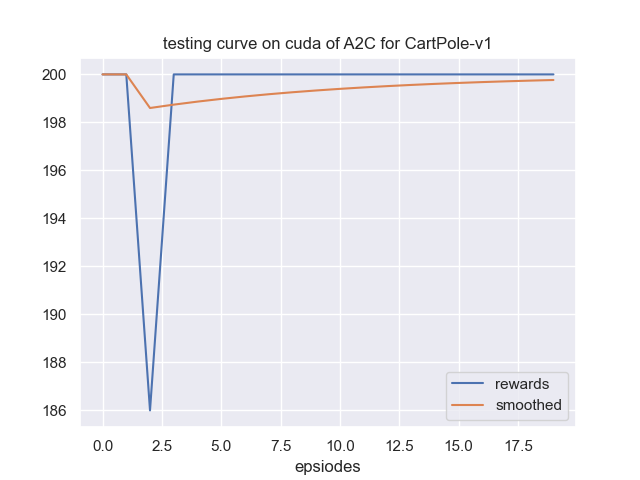 testing curve on cuda of A2C for CartPole-v1
200
198
196
194
192
190
188
186
rewards
smoothed
0.0 2.5 5.0 7.5 10.0 12.5 15.0 17.5
epsiodes